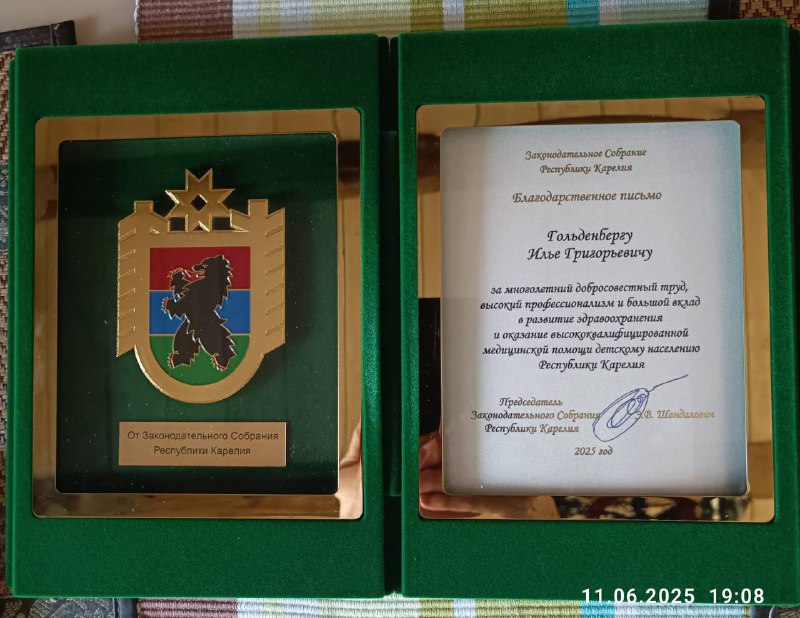 От Законодательного Собрания
Республики Карелия
Законодательное Собрание
Республики Карелия
Благодарственное письмо
Гольденбергу
Илье Григорьевичу
за многолетний добросовестный труд,
высокий профессионализм и большой вклад
в развитие здравоохранения
и оказание высококвалифицированной
медицинской помощи детскому населению
Республики Карелия
Председатель
Законодательного Собрания Э.В. Шандалович
Республики Карелия
2025 год
11.06.2025 19:08